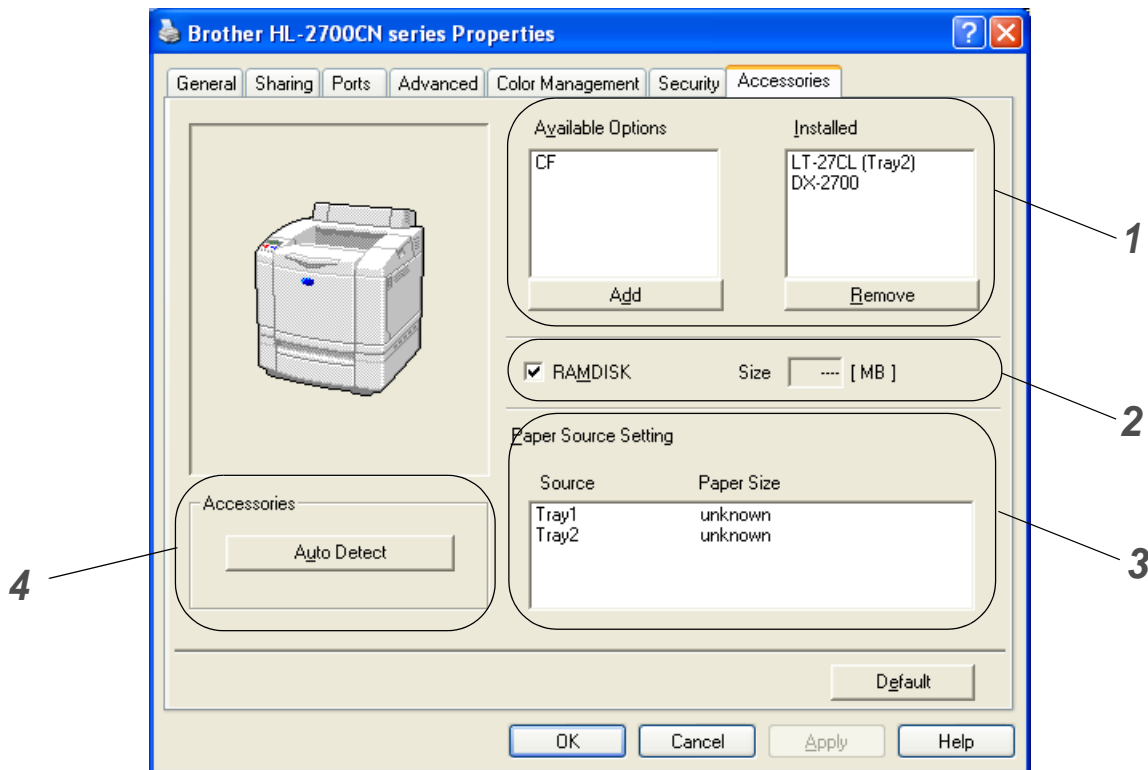 Brother HL-2700CN series Properties
General Sharing Ports Advanced Color Management Security Accessories
Available Options Installed
CF
LT-27CL (Tray2)
DX-2700
Add Remove
1
RAMDISK Size ---- [ MB ]
2
Paper Source Setting
Source Paper Size
Tray1 unknown
Tray2 unknown
3
Accessories
Auto Detect
4
Default
OK Cancel Apply Help